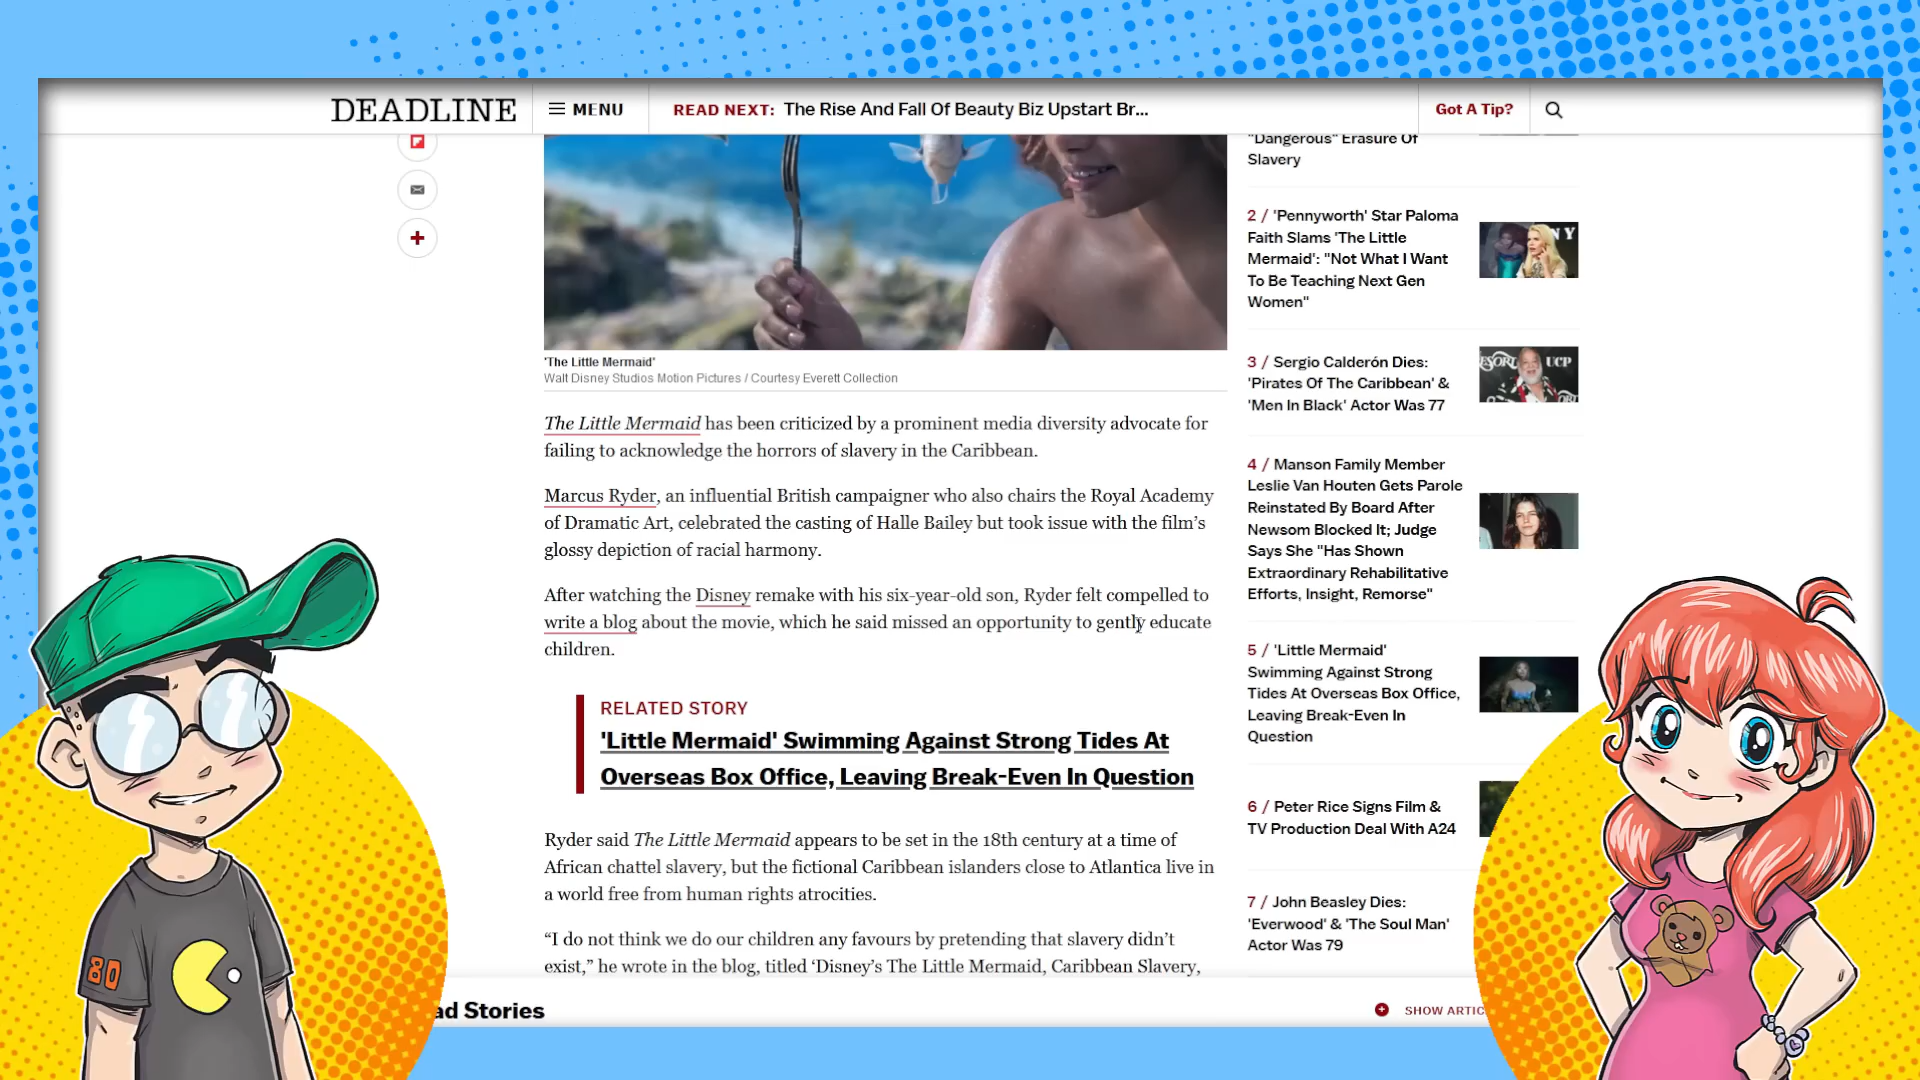 DEADLINE
MENU
READ NEXT: The Rise And Fall Of Beauty Biz Upstart Br...
Got A Tip?
'The Little Mermaid'
Walt Disney Studios Motion Pictures / Courtesy Everett Collection
The Little Mermaid has been criticized by a prominent media diversity advocate for
failing to acknowledge the horrors of slavery in the Caribbean.
Marcus Ryder, an influential British campaigner who also chairs the Royal Academy
of Dramatic Art, celebrated the casting of Halle Bailey but took issue with the film's
glossy depiction of racial harmony.
After watching the Disney remake with his six-year-old son, Ryder felt compelled to
write a blog about the movie, which he said missed an opportunity to gently educate
children.
RELATED STORY
'Little Mermaid' Swimming Against Strong Tides At
Overseas Box Office, Leaving Break-Even In Question
Ryder said The Little Mermaid appears to be set in the 18th century at a time of
African chattel slavery, but the fictional Caribbean islanders close to Atlantica live in
a world free from human rights atrocities.
“I do not think we do our children any favours by pretending that slavery didn’t
exist,” he wrote in the blog, titled ‘Disney’s The Little Mermaid, Caribbean Slavery,
"Dangerous" Erasure Of
Slavery
2 / 'Pennyworth' Star Paloma
Faith Slams 'The Little
Mermaid': "Not What I Want
To Be Teaching Next Gen
Women"
N Y
3 / Sergio Calderón Dies:
'Pirates Of The Caribbean' &
'Men In Black' Actor Was 77
ESORT UCP
4 / Manson Family Member
Leslie Van Houten Gets Parole
Reinstated By Board After
Newsom Blocked It; Judge
Says She "Has Shown
Extraordinary Rehabilitative
Efforts, Insight, Remorse"
5 / 'Little Mermaid'
Swimming Against Strong
Tides At Overseas Box Office,
Leaving Break-Even In
Question
6 / Peter Rice Signs Film &
TV Production Deal With A24
7 / John Beasley Dies:
'Everwood' & 'The Soul Man'
Actor Was 79
ad Stories
SHOW ARTIC
80